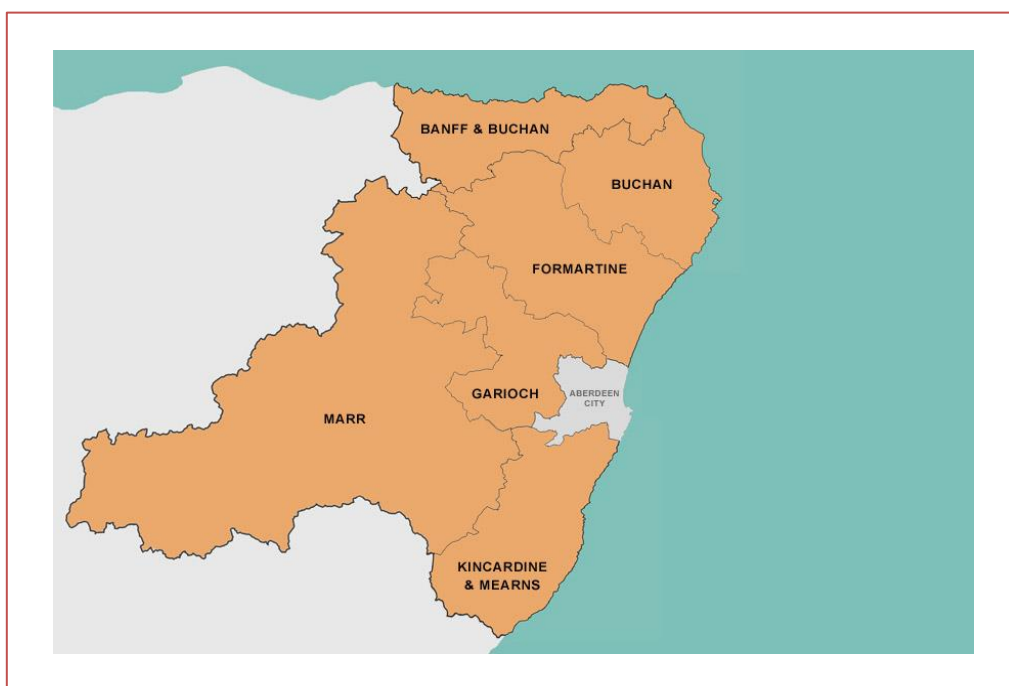 BANFF & BUCHAN
BUCHAN
FORMARTINE
GARIOCH
ABERDEEN
CITY
MARR
KINCARDINE
& MEARNS